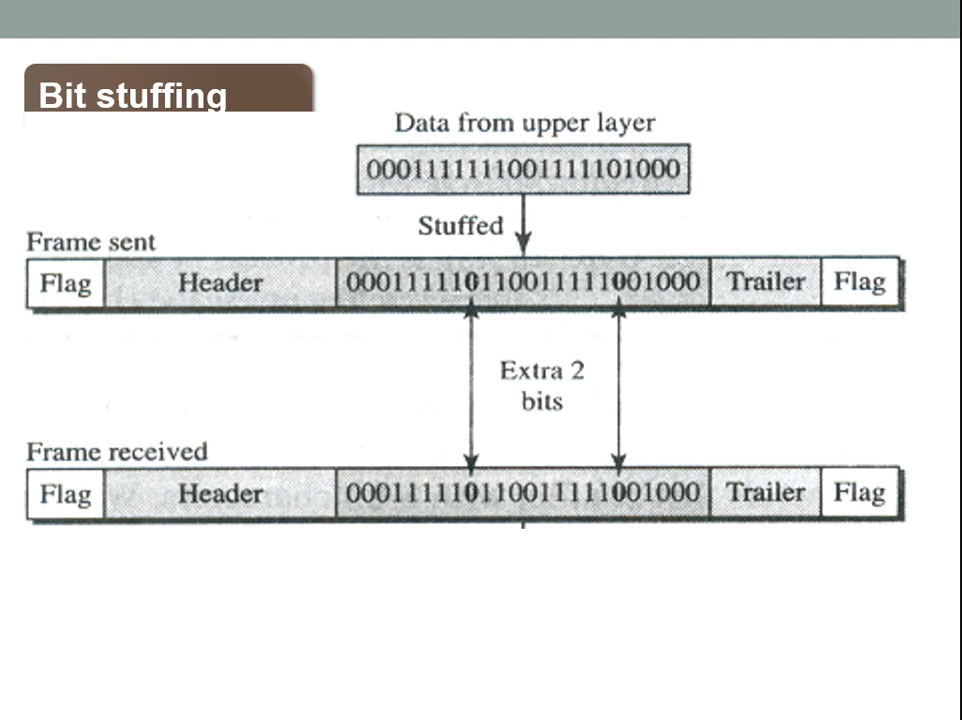 Bit stuffing
Data from upper layer
0001111111001111101000
Stuffed
Frame sent
Flag Header 000111110110011111001000 Trailer Flag
Extra 2
bits
Frame received
Flag Header 000111110110011111001000 Trailer Flag